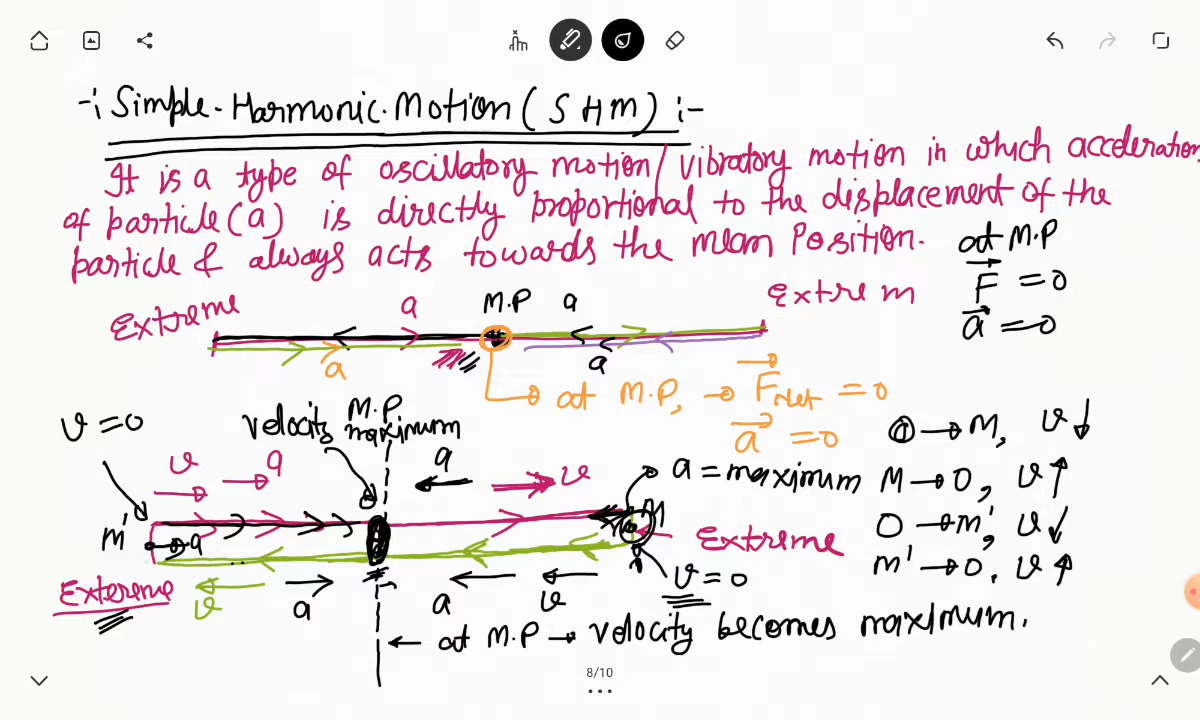 -: Simple-Harmonic-Motion (SHM) :-
It is a type of oscillatory motion/vibratory motion in which acceleration
of particle (a) is directly proportional to the displacement of the
particle & always acts towards the mean Position.
at M.P
F = 0
a = 0
Extreme a M.P a Extrem
a a
at M.P, → F Net = 0
a = 0
v = 0 velocity maximum M.P
v a a v a = maximum
O → M, v ↓
M → O, v ↑
O → m', v ↓
m' → O, v ↑
m' a O M Extreme
Extereme v a a v v = 0
← at M.P → velocity becomes maximum.
8/10